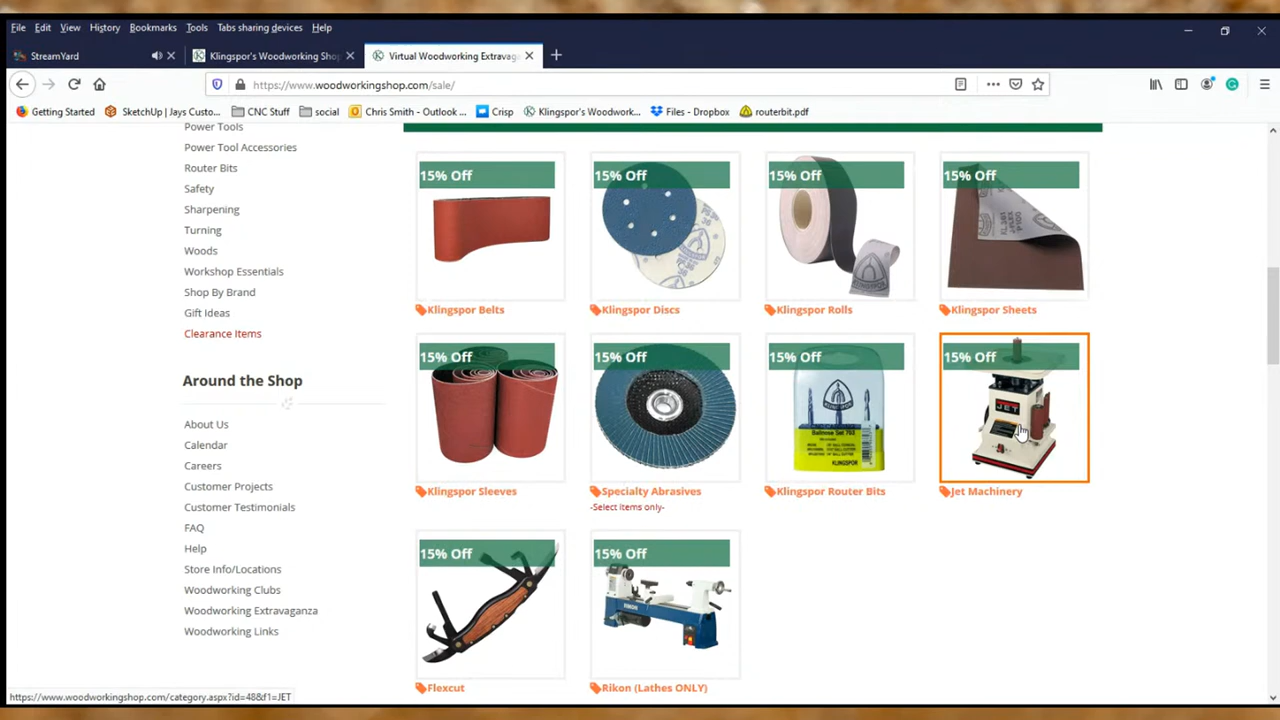 File Edit View History Bookmarks Tools Tabs sharing devices Help
StreamYard
Klingspor's Woodworking Shop
Virtual Woodworking Extravag
https://www.woodworkingshop.com/sale/
Getting Started
SketchUp | Jays Custo...
CNC Stuff
social
Chris Smith - Outlook ...
Crisp
Klingspor's Woodwork...
Files - Dropbox
routerbit.pdf
Power Tools
Power Tool Accessories
Router Bits
Safety
Sharpening
Turning
Woods
Workshop Essentials
Shop By Brand
Gift Ideas
Clearance Items
Around the Shop
About Us
Calendar
Careers
Customer Projects
Customer Testimonials
FAQ
Help
Store Info/Locations
Woodworking Clubs
Woodworking Extravaganza
Woodworking Links
15% Off
Klingspor Belts
15% Off
Klingspor Discs
15% Off
Klingspor Rolls
15% Off
Klingspor Sheets
15% Off
Klingspor Sleeves
15% Off
Specialty Abrasives
-Select items only-
15% Off
KLINGSPOR
Klingspor Router Bits
15% Off
JET
Jet Machinery
15% Off
Flexcut
15% Off
Rikon (Lathes ONLY)
https://www.woodworkingshop.com/category.aspx?id=48&f1=JET